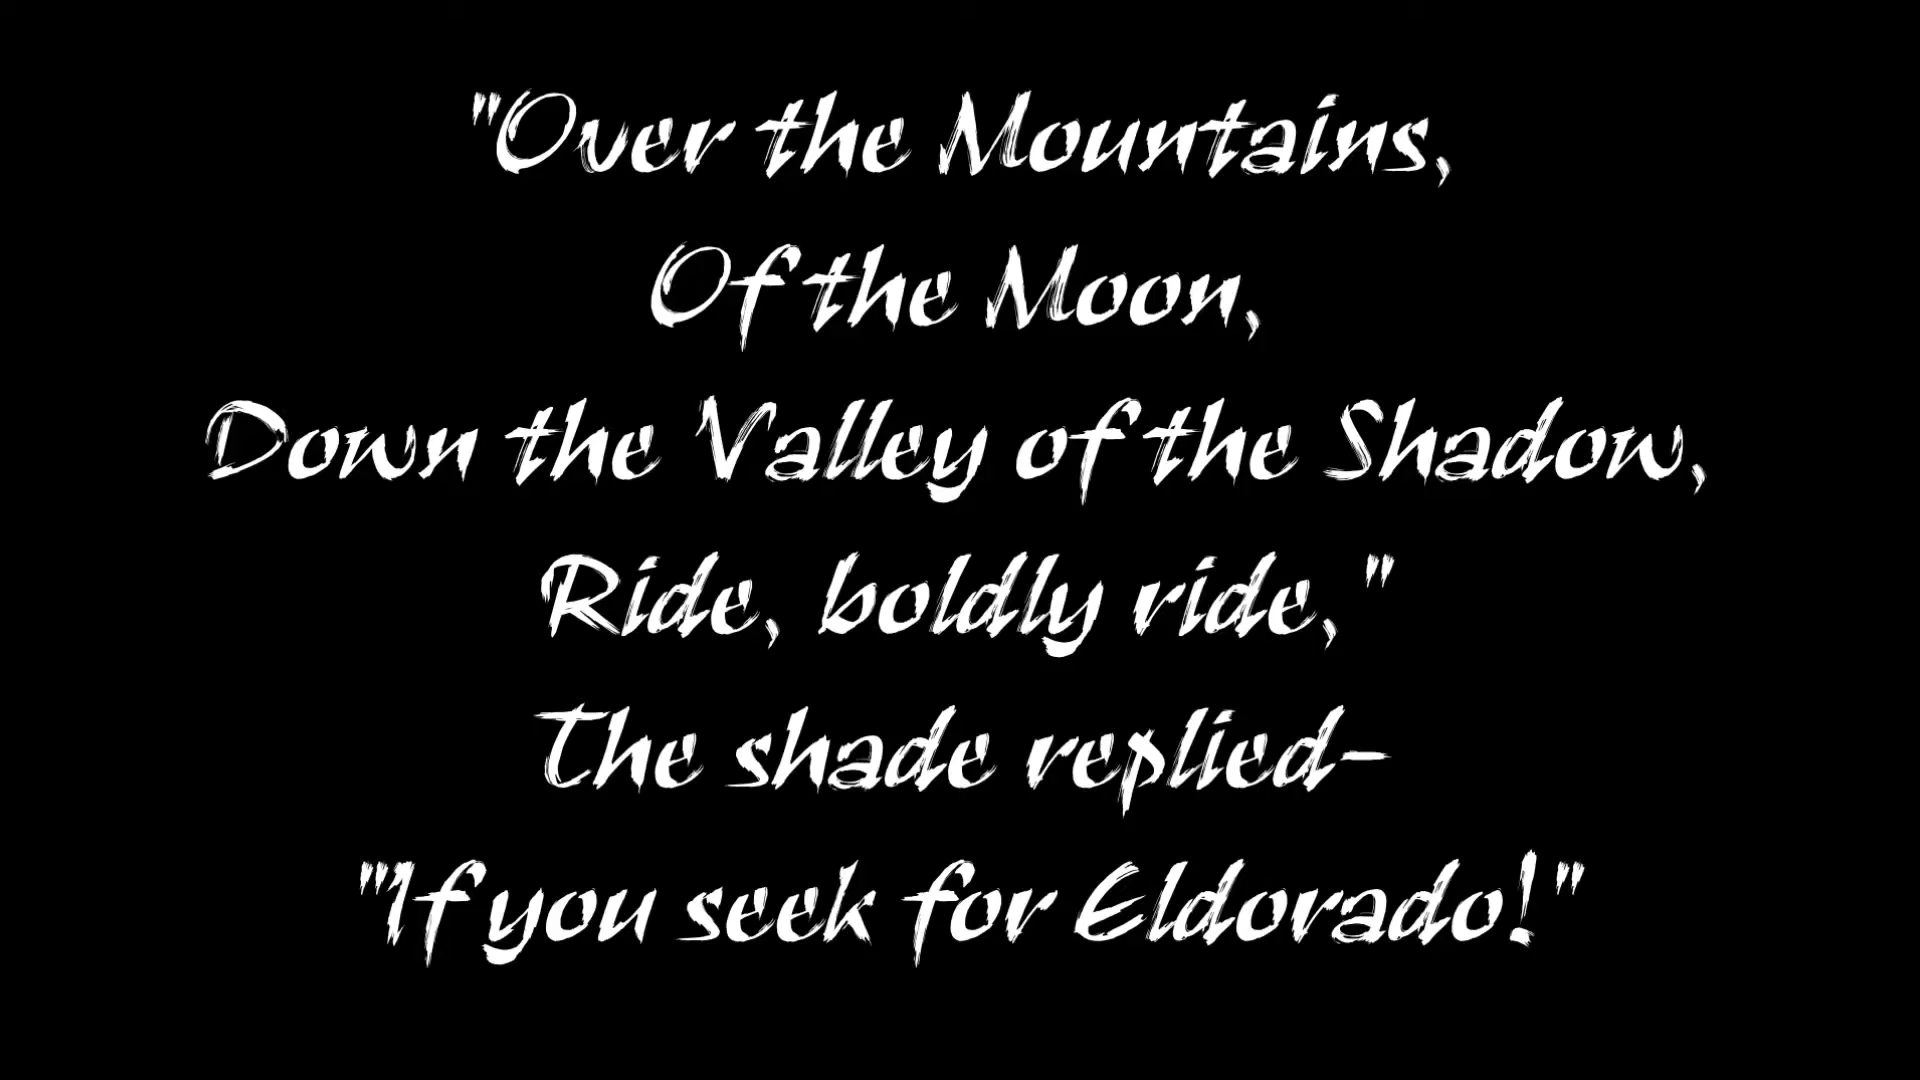 "Over the Mountains,
Of the Moon,
Down the Valley of the Shadow,
Ride, boldly ride,"
The shade replied-
"If you seek for Eldorado!"